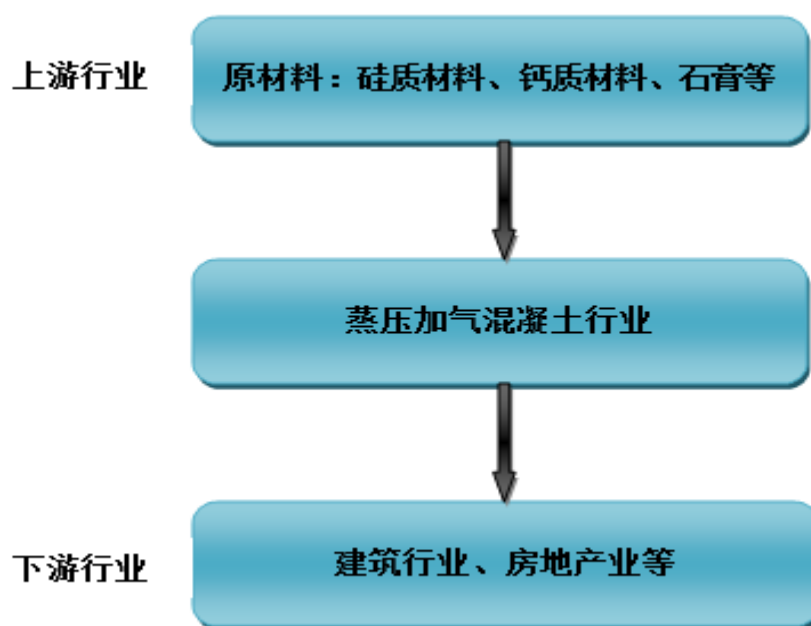 上游行业
原材料：硅质材料、钙质材料、石膏等
蒸压加气混凝土行业
下游行业
建筑行业、房地产业等